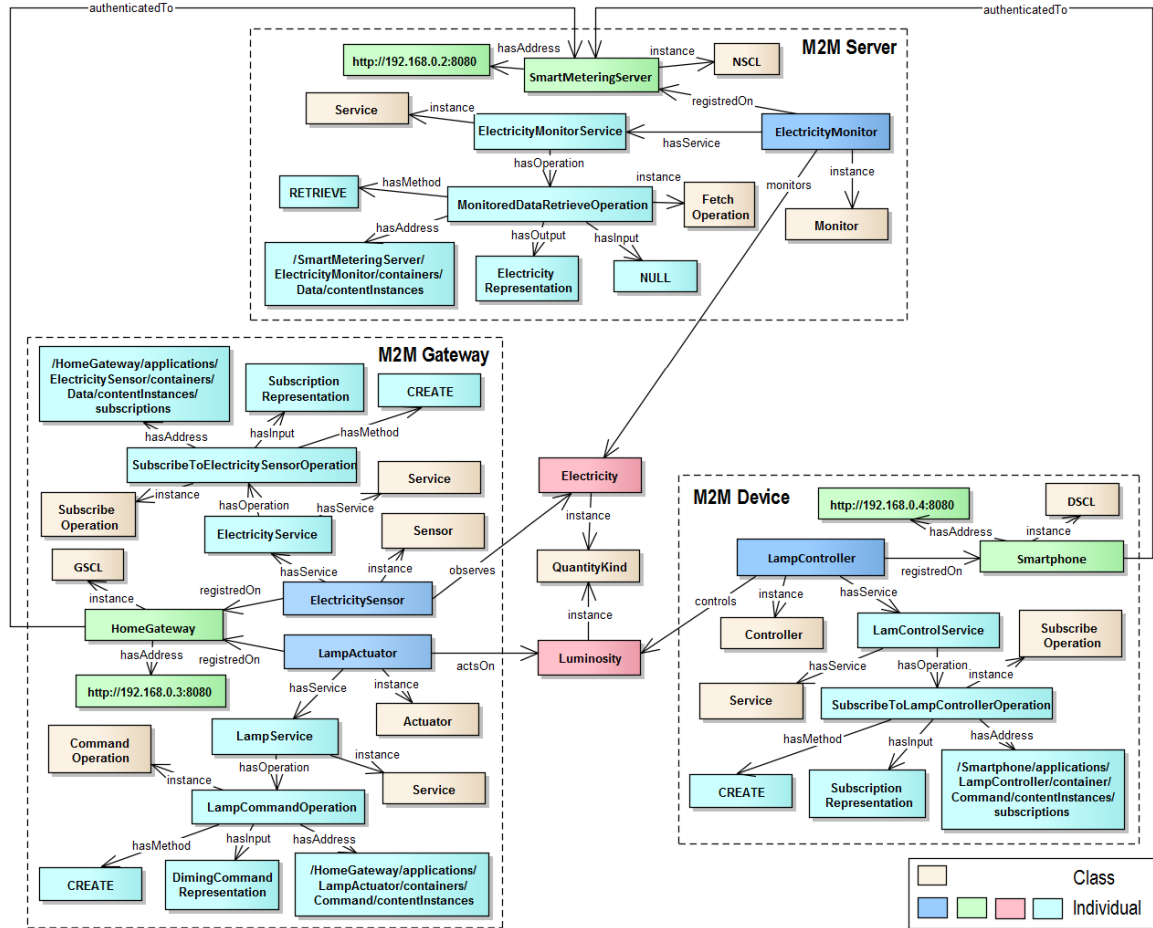 authenticatedTo
authenticatedTo
M2M Server
hasAddress
instance
http://192.168.0.2:8080
SmartMeteringServer
NSCL
registredOn
Service
instance
ElectricityMonitorService
hasService
ElectricityMonitor
hasOperation
instance
monitors
RETRIEVE
hasMethod
MonitoredDataRetrieveOperation
instance
Fetch
Operation
Monitor
hasAddress
hasOutput
hasInput
/SmartMeteringServer/
ElectricityMonitor/containers/
Data/contentInstances
Electricity
Representation
NULL
M2M Gateway
/HomeGateway/applications/
ElectricitySensor/containers/
Data/contentInstances/
subscriptions
Subscription
Representation
CREATE
hasAddress
hasInput
hasMethod
SubscribeToElectricitySensorOperation
instance
hasOperation
hasService
Service
Subscribe
Operation
ElectricityService
Sensor
GSCL
hasService
instance
instance
registredOn
ElectricitySensor
observes
HomeGateway
hasAddress
registredOn
LampActuator
actsOn
http://192.168.0.3:8080
hasService
instance
Actuator
LampService
Command
Operation
instance
hasOperation
instance
Service
LampCommandOperation
hasMethod
hasInput
hasAddress
CREATE
DimingCommand
Representation
/HomeGateway/applications/
LampActuator/containers/
Command/contentInstances
Electricity
instance
QuantityKind
instance
Luminosity
M2M Device
http://192.168.0.4:8080
DSCL
hasAddress
instance
LampController
registredOn
Smartphone
controls
instance
hasService
Controller
LamControlService
Subscribe
Operation
hasService
hasOperation
instance
Service
SubscribeToLampControllerOperation
hasMethod
hasInput
hasAddress
CREATE
Subscription
Representation
/Smartphone/applications/
LampController/container/
Command/contentInstances/
subscriptions
Class
Individual